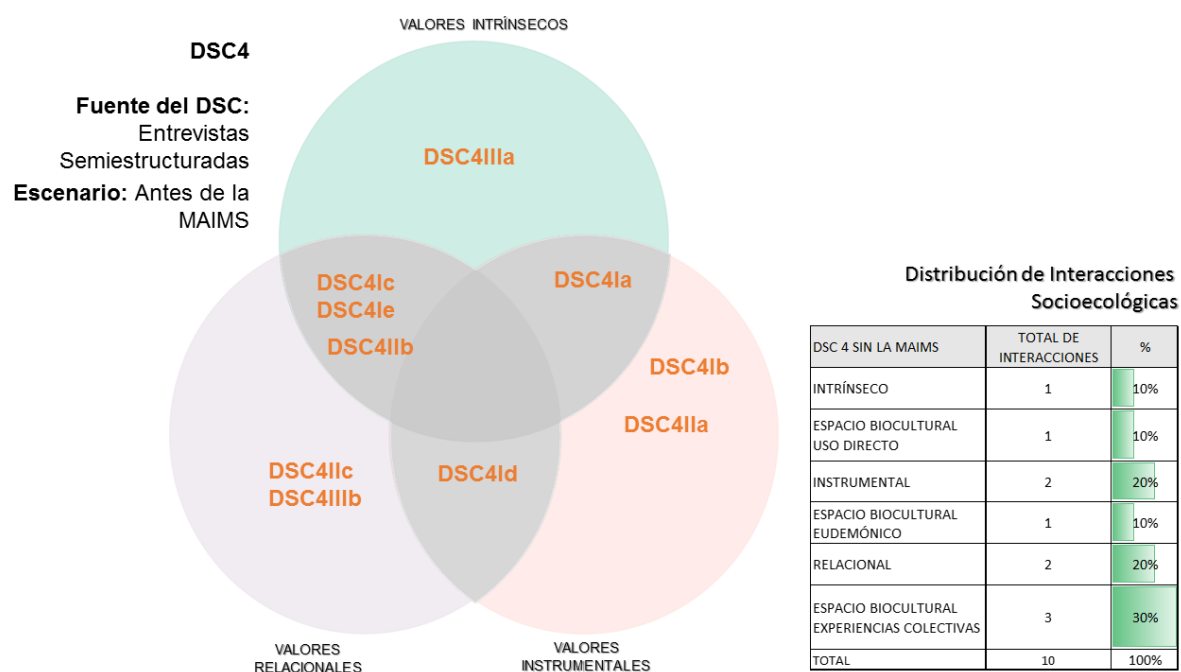 VALORES INTRÍNSECOS
DSC4
Fuente del DSC:
Entrevistas
Semiestructuradas
Escenario: Antes de la
MAIMS
DSC4IIIa
DSC4Ic
DSC4Ie
DSC4IIb
DSC4Ia
DSC4Ib
DSC4IIa
DSC4IIc
DSC4IIIb
DSC4Id
VALORES
RELACIONALES
VALORES
INSTRUMENTALES
Distribución de Interacciones
Socioecológicas
DSC 4 SIN LA MAIMS TOTAL DE INTERACCIONES %
INTRÍNSECO 1 10%
ESPACIO BIOCULTURAL
USO DIRECTO 1 10%
INSTRUMENTAL 2 20%
ESPACIO BIOCULTURAL
EUDEMÓNICO 1 10%
RELACIONAL 2 20%
ESPACIO BIOCULTURAL
EXPERIENCIAS COLECTIVAS 3 30%
TOTAL 10 100%